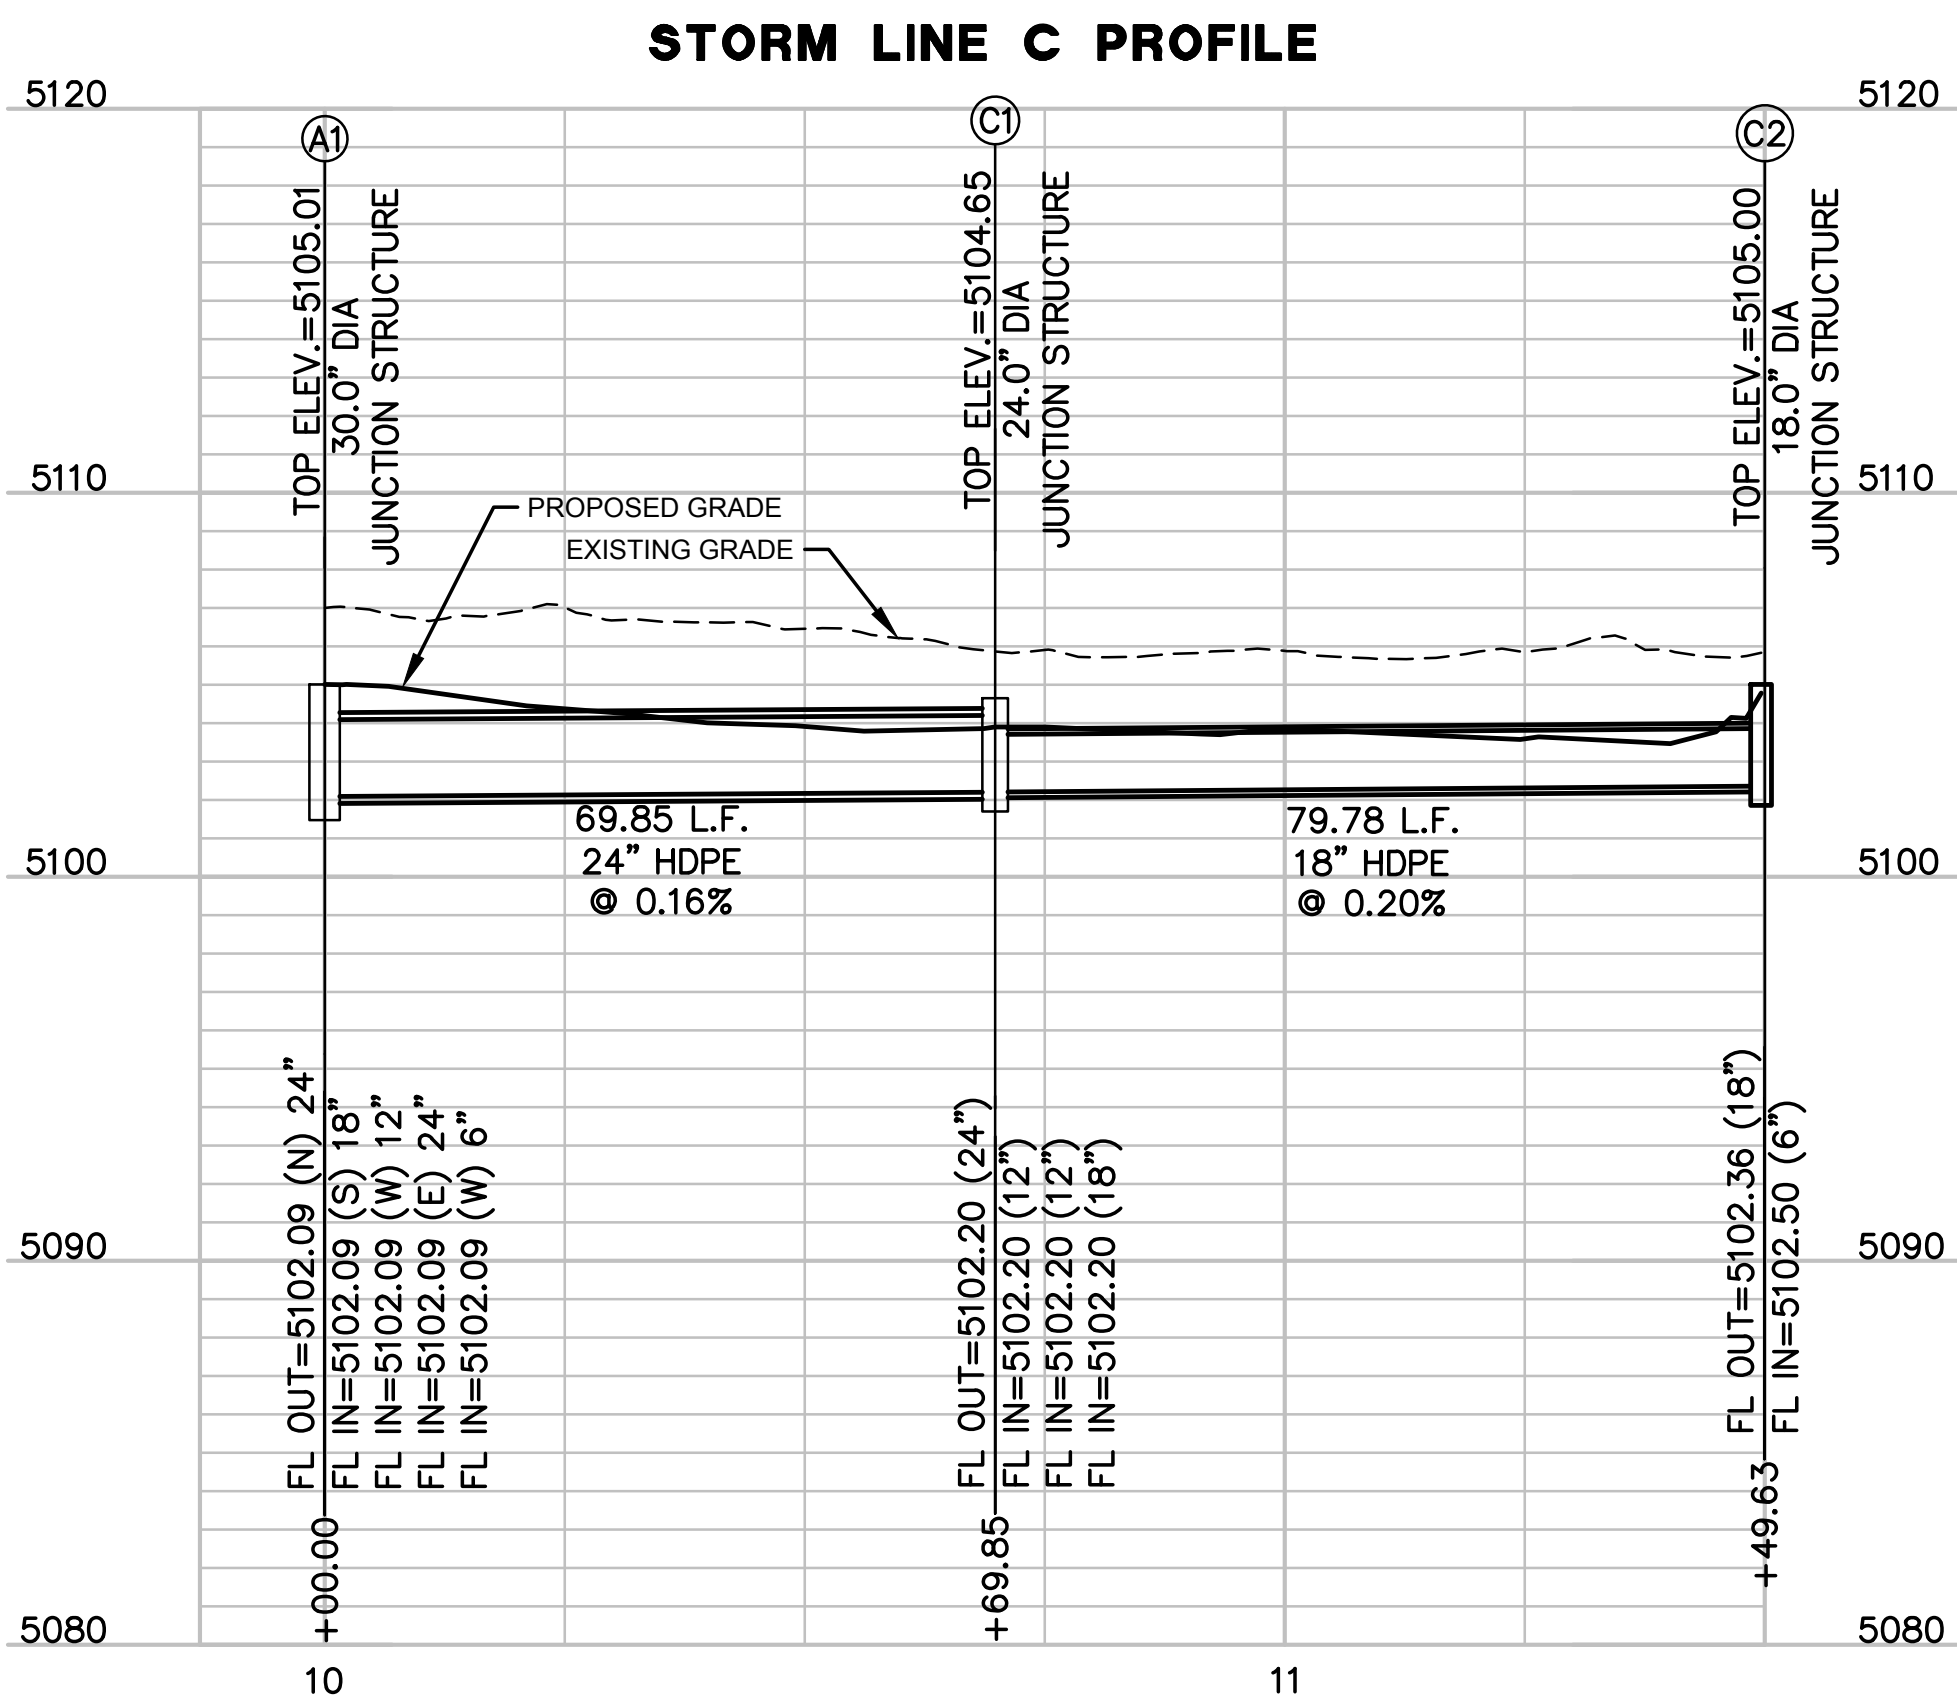 STORM LINE C PROFILE
5120
5120
A1
C1
C2
TOP ELEV.=5105.01
30.0" DIA
JUNCTION STRUCTURE
TOP ELEV.=5104.65
24.0" DIA
JUNCTION STRUCTURE
TOP ELEV.=5105.00
18.0" DIA
JUNCTION STRUCTURE
5110
5110
PROPOSED GRADE
EXISTING GRADE
69.85 L.F.
24" HDPE
@ 0.16%
79.78 L.F.
18" HDPE
@ 0.20%
5100
5100
FL OUT=5102.09 (N) 24"
FL IN=5102.09 (S) 18"
FL IN=5102.09 (W) 12"
FL IN=5102.09 (E) 24"
FL IN=5102.09 (W) 6"
FL OUT=5102.20 (24")
FL IN=5102.20 (12")
FL IN=5102.20 (12")
FL IN=5102.20 (18")
FL OUT=5102.36 (18")
FL IN=5102.50 (6")
5090
5090
+00.00
+69.85
+49.63
5080
5080
10
11